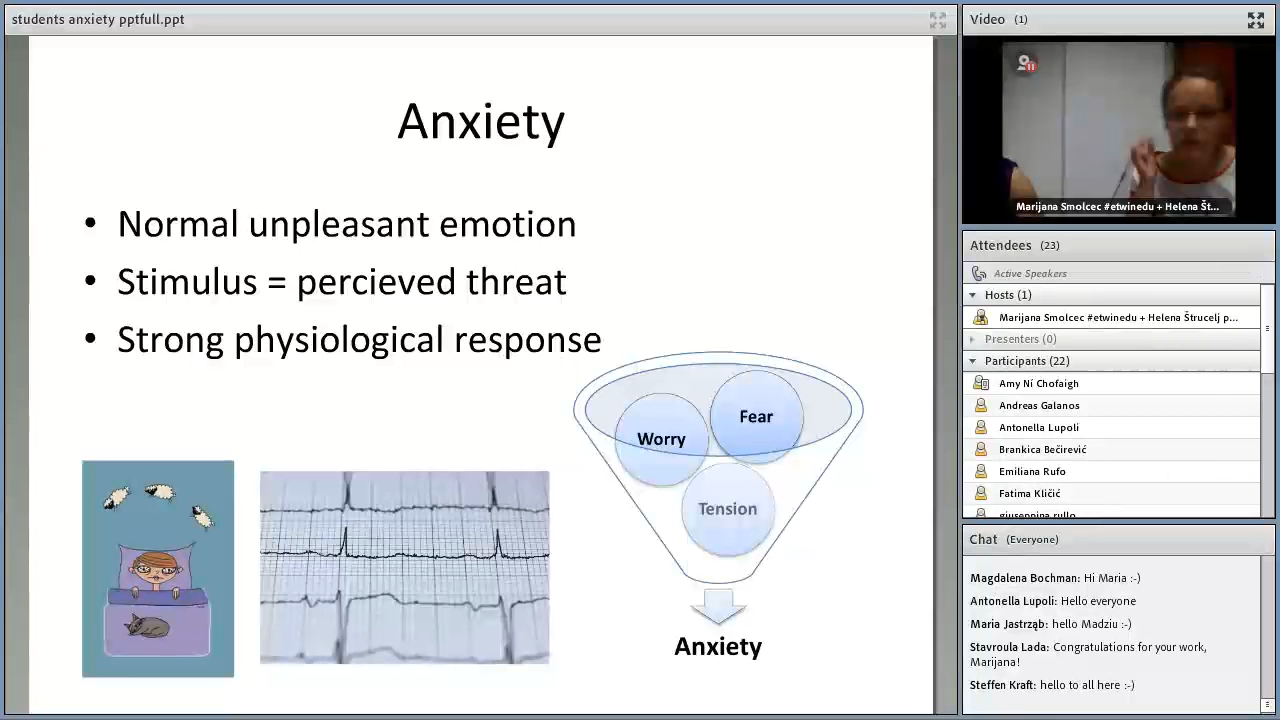 students anxiety pptfull.ppt
Anxiety
• Normal unpleasant emotion
• Stimulus = percieved threat
• Strong physiological response
Worry
Fear
Tension
Anxiety
Video (1)
Marijana Smolcec #etwinedu + Helena Št...
Attendees (23)
Active Speakers
Hosts (1)
Marijana Smolcec #etwinedu + Helena Štrucelj p...
Presenters (0)
Participants (22)
Amy Ní Chofaigh
Andreas Galanos
Antonella Lupoli
Brankica Bečirević
Emiliana Rufo
Fatima Kličić
giuseppina rullo
Chat (Everyone)
Magdalena Bochman: Hi Maria :-)
Antonella Lupoli: Hello everyone
Maria Jastrząb: hello Madziu :-)
Stavroula Lada: Congratulations for your work,
Marijana!
Steffen Kraft: hello to all here :-)